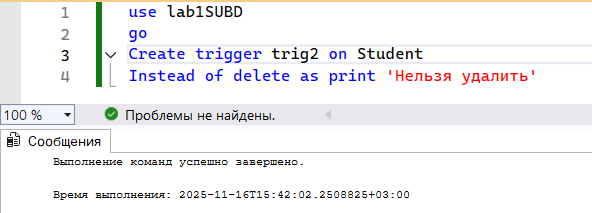 1 use lab1SUBD
2 go
3 Create trigger trig2 on Student
4 Instead of delete as print 'Нельзя удалить'
100 % Проблемы не найдены.
Сообщения
Выполнение команд успешно завершено.
Время выполнения: 2025-11-16T15:42:02.2508825+03:00